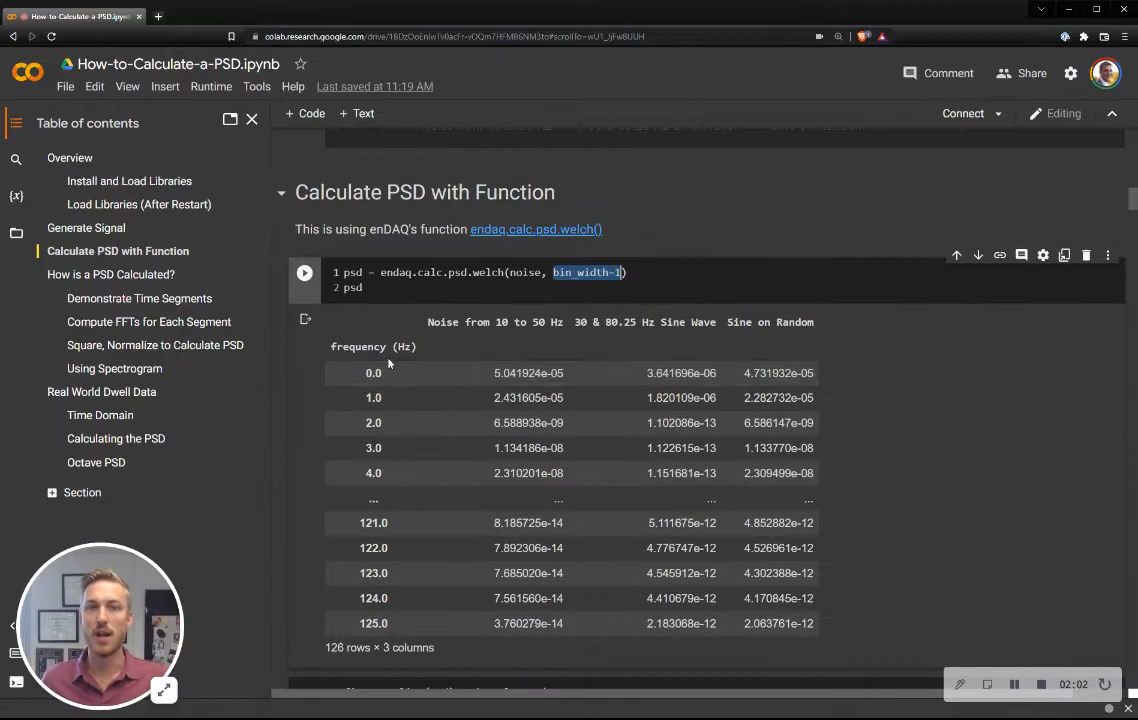 How-to-Calculate-a-PSD.ipynb
colab.research.google.com/drive/1BDzOoEnIwTv0acFr-vOQm7HFMB6NM3to#scrollTo=wU1_ljFw8UUH
How-to-Calculate-a-PSD.ipynb
Comment
Share
File Edit View Insert Runtime Tools Help Last saved at 11:19 AM
Table of contents
+ Code + Text
Connect
Editing
Overview
Install and Load Libraries
Load Libraries (After Restart)
Generate Signal
Calculate PSD with Function
How is a PSD Calculated?
Demonstrate Time Segments
Compute FFTs for Each Segment
Square, Normalize to Calculate PSD
Using Spectrogram
Real World Dwell Data
Time Domain
Calculating the PSD
Octave PSD
Section
Calculate PSD with Function
This is using enDAQ's function endaq.calc.psd.welch()
1 psd = endaq.calc.psd.welch(noise, bin_width=1)
2 psd
Noise from 10 to 50 Hz 30 & 80.25 Hz Sine Wave Sine on Random
frequency (Hz)
0.0 5.041924e-05 3.641696e-06 4.731932e-05
1.0 2.431605e-05 1.820109e-06 2.282732e-05
2.0 6.588938e-09 1.102086e-13 6.586147e-09
3.0 1.134186e-08 1.122615e-13 1.133770e-08
4.0 2.310201e-08 1.151681e-13 2.309499e-08
... ... ... ...
121.0 8.185725e-14 5.111675e-12 4.852882e-12
122.0 7.892306e-14 4.776747e-12 4.526961e-12
123.0 7.685020e-14 4.545912e-12 4.302388e-12
124.0 7.561560e-14 4.410679e-12 4.170845e-12
125.0 3.760279e-14 2.183068e-12 2.063761e-12
126 rows × 3 columns
02:02